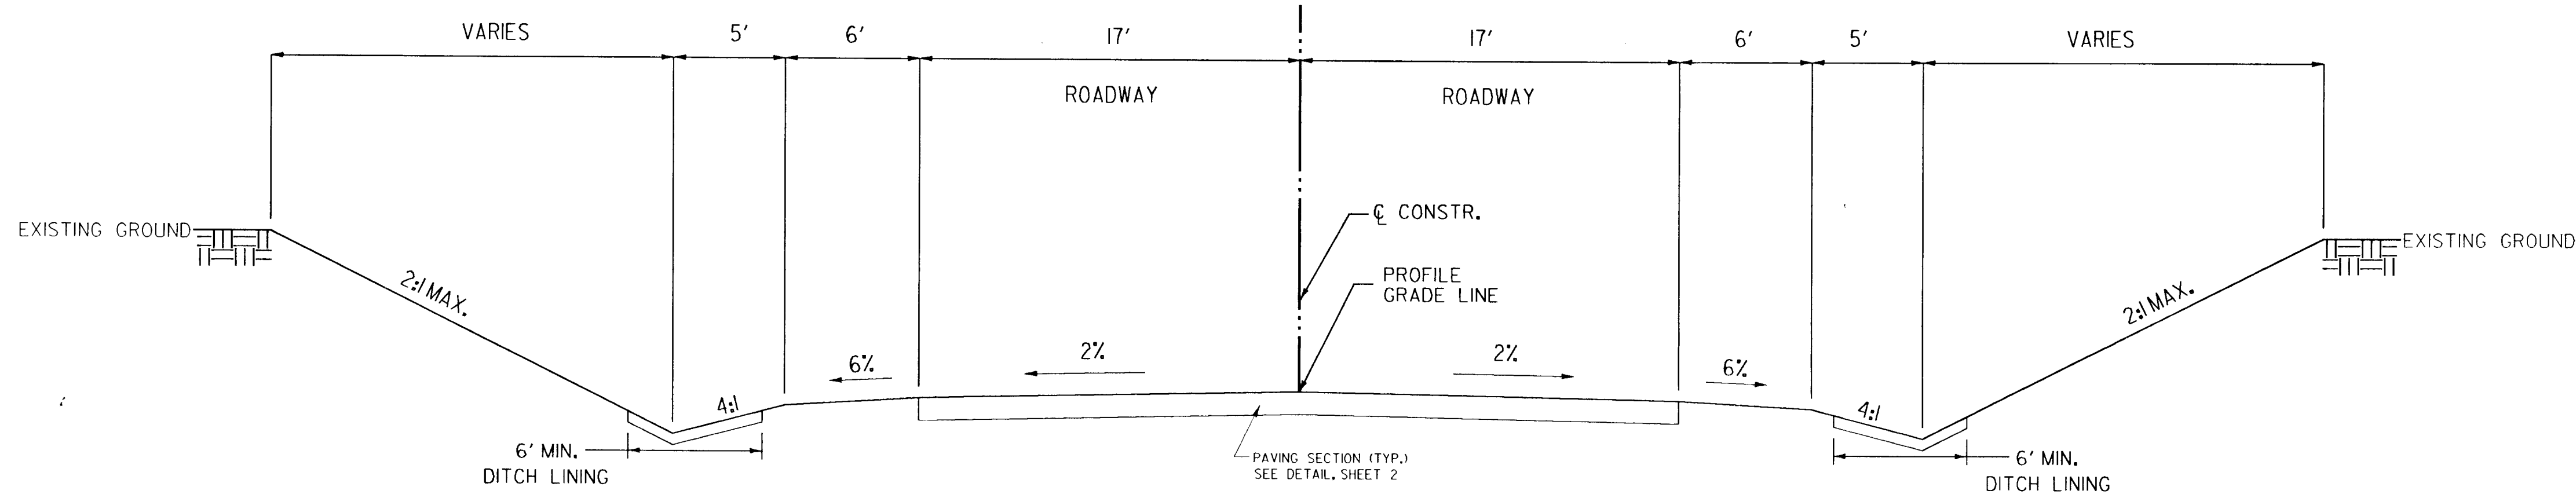 VARIES
5'
6'
17'
17'
6'
5'
VARIES
ROADWAY
ROADWAY
EXISTING GROUND
℄ CONSTR.
EXISTING GROUND
PROFILE
GRADE LINE
2:1 MAX.
2:1 MAX.
6%
2%
2%
6%
4:1
4:1
6' MIN.
DITCH LINING
PAVING SECTION (TYP.)
SEE DETAIL, SHEET 2
6' MIN.
DITCH LINING